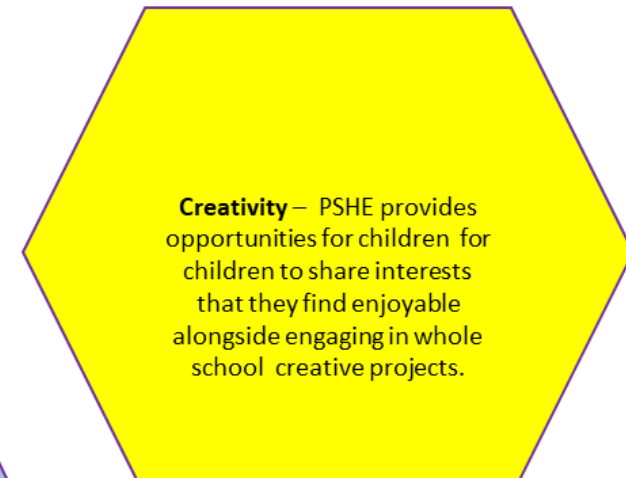 Creativity – PSHE provides
opportunities for children for
children to share interests
that they find enjoyable
alongside engaging in whole
school creative projects.